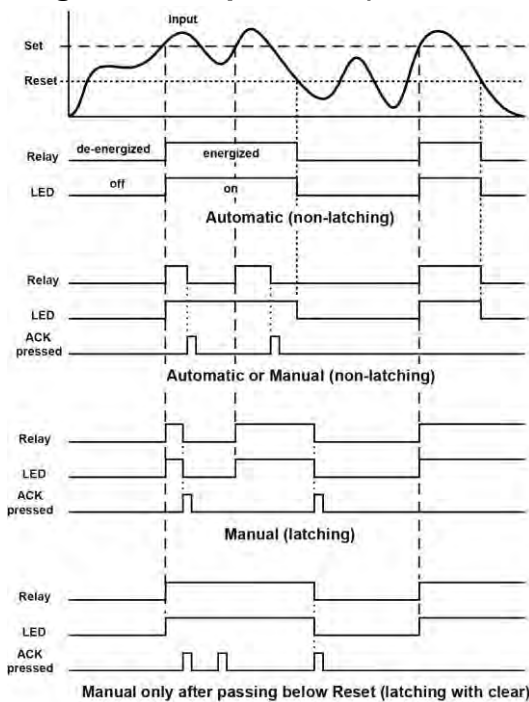 Input
Set
Reset
de-energized
energized
Relay
off
on
LED
Automatic (non-latching)
Relay
LED
ACK
pressed
Automatic or Manual (non-latching)
Relay
LED
ACK
pressed
Manual (latching)
Relay
LED
ACK
pressed
Manual only after passing below Reset (latching with clear)